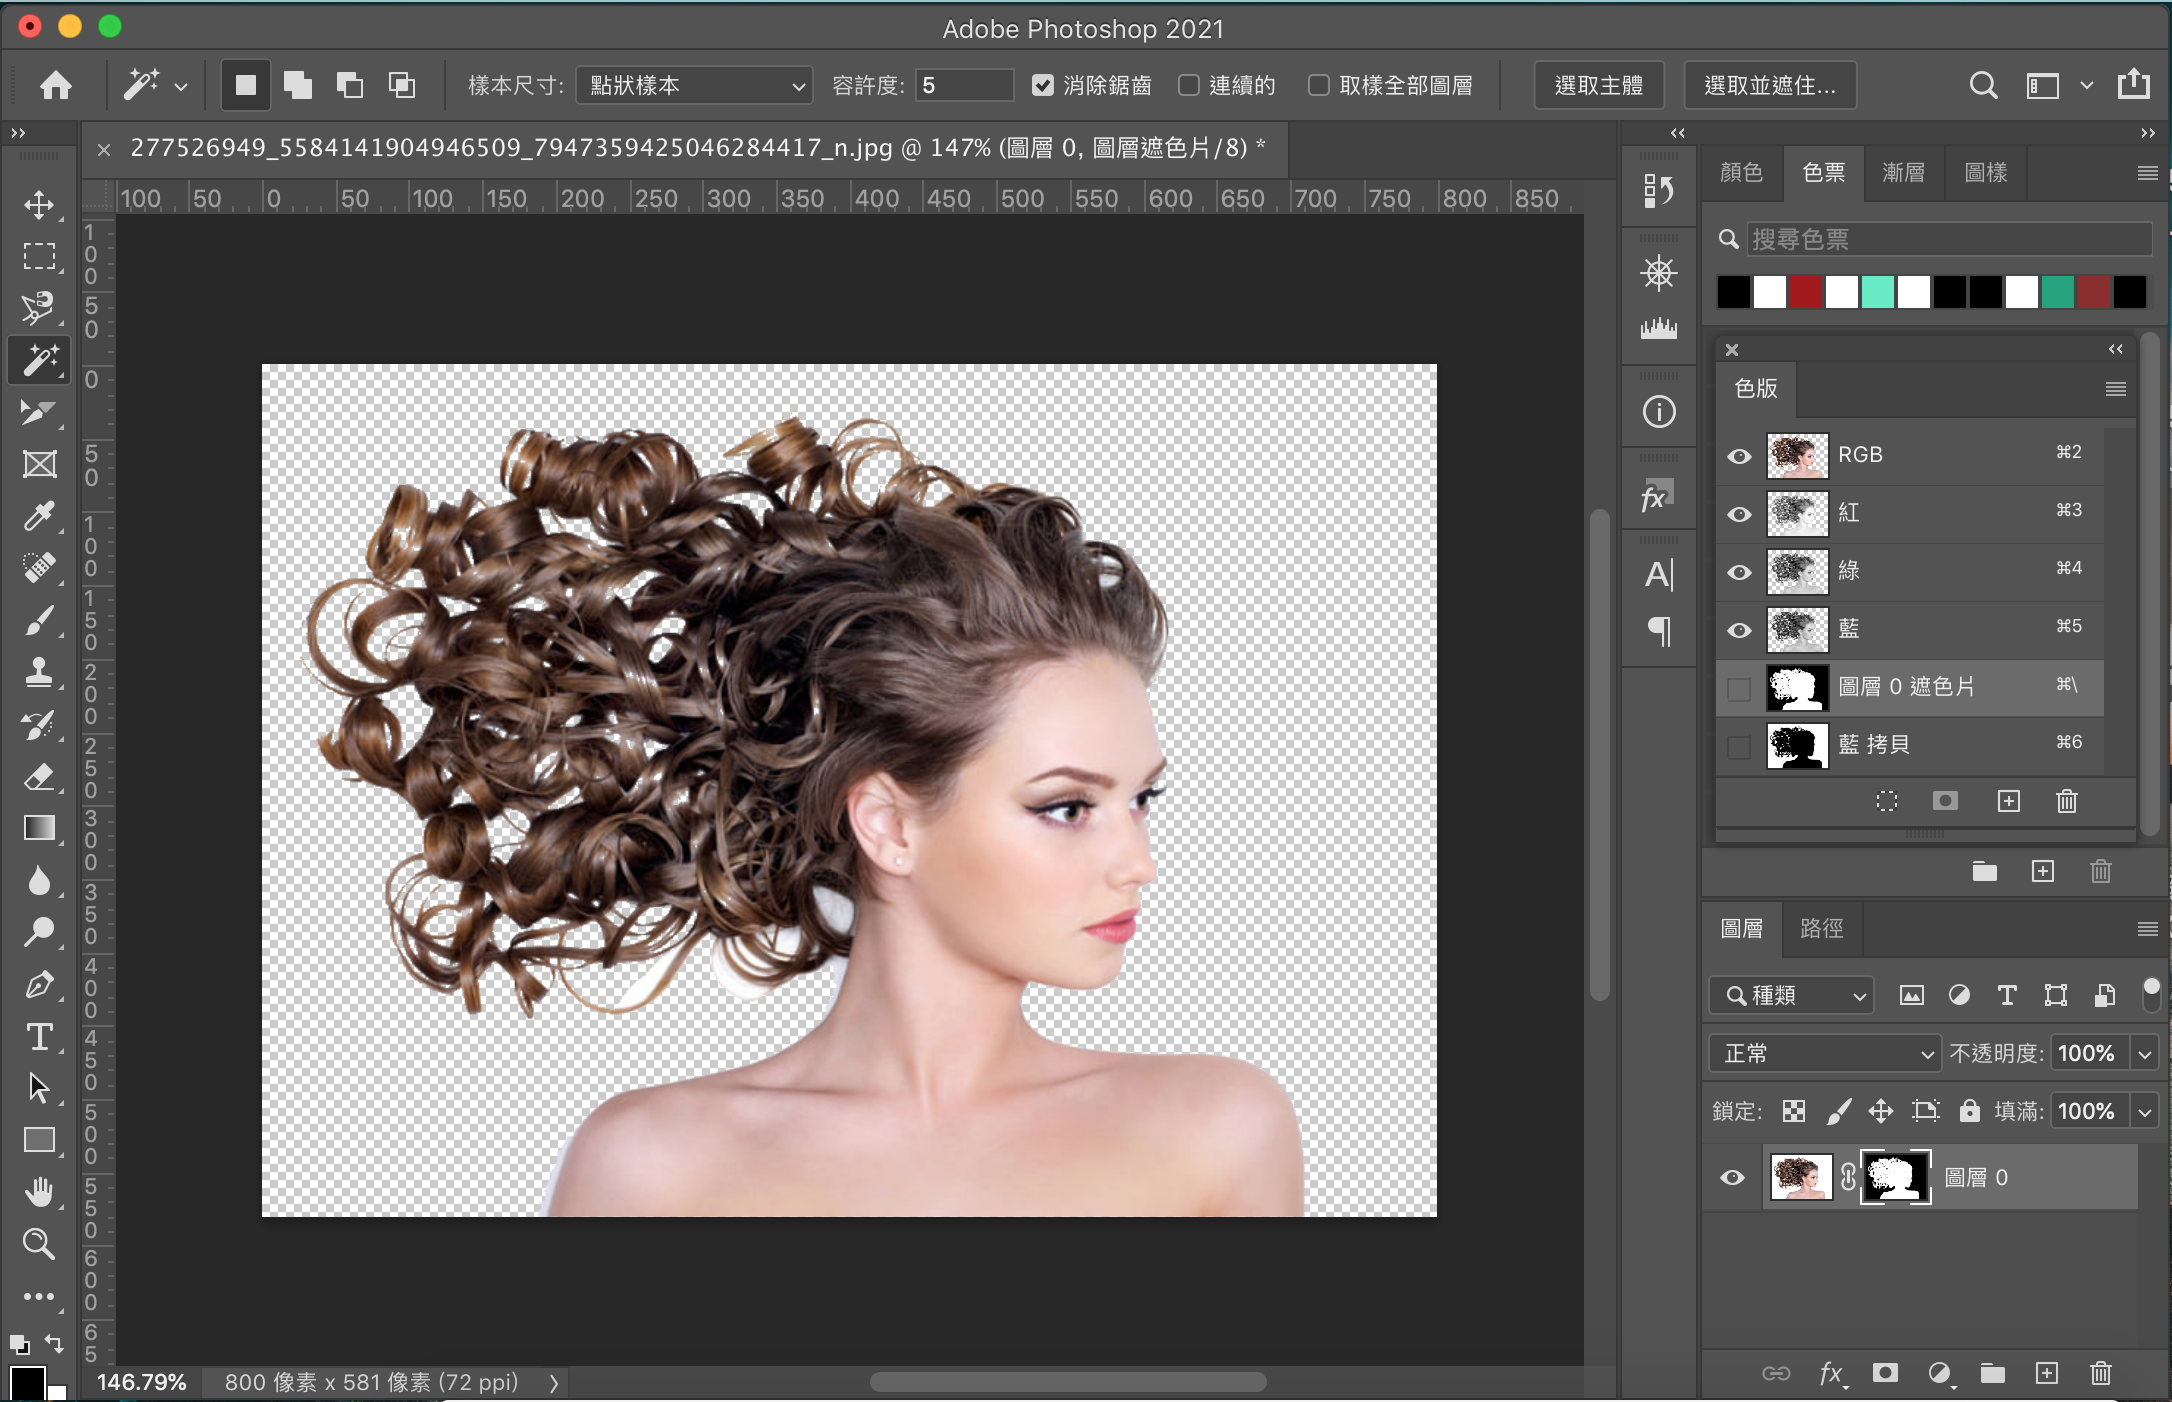 Adobe Photoshop 2021
樣本尺寸: 點狀樣本 容許度: 5 消除鋸齒 連續的 取樣全部圖層 選取主體 選取並遮住...
277526949_5584141904946509_7947359425046284417_n.jpg @ 147% (圖層 0, 圖層遮色片/8) *
100 50 0 50 100 150 200 250 300 350 400 450 500 550 600 650 700 750 800 850
100
50
0
50
100
150
200
250
300
350
400
450
500
550
600
65
顏色 色票 漸層 圖樣
搜尋色票
色版
RGB ⌘2
紅 ⌘3
綠 ⌘4
藍 ⌘5
圖層 0 遮色片 ⌘\
藍 拷貝 ⌘6
圖層 路徑
種類
正常 不透明度: 100%
鎖定: 填滿: 100%
圖層 0
fx
146.79% 800 像素 x 581 像素 (72 ppi)